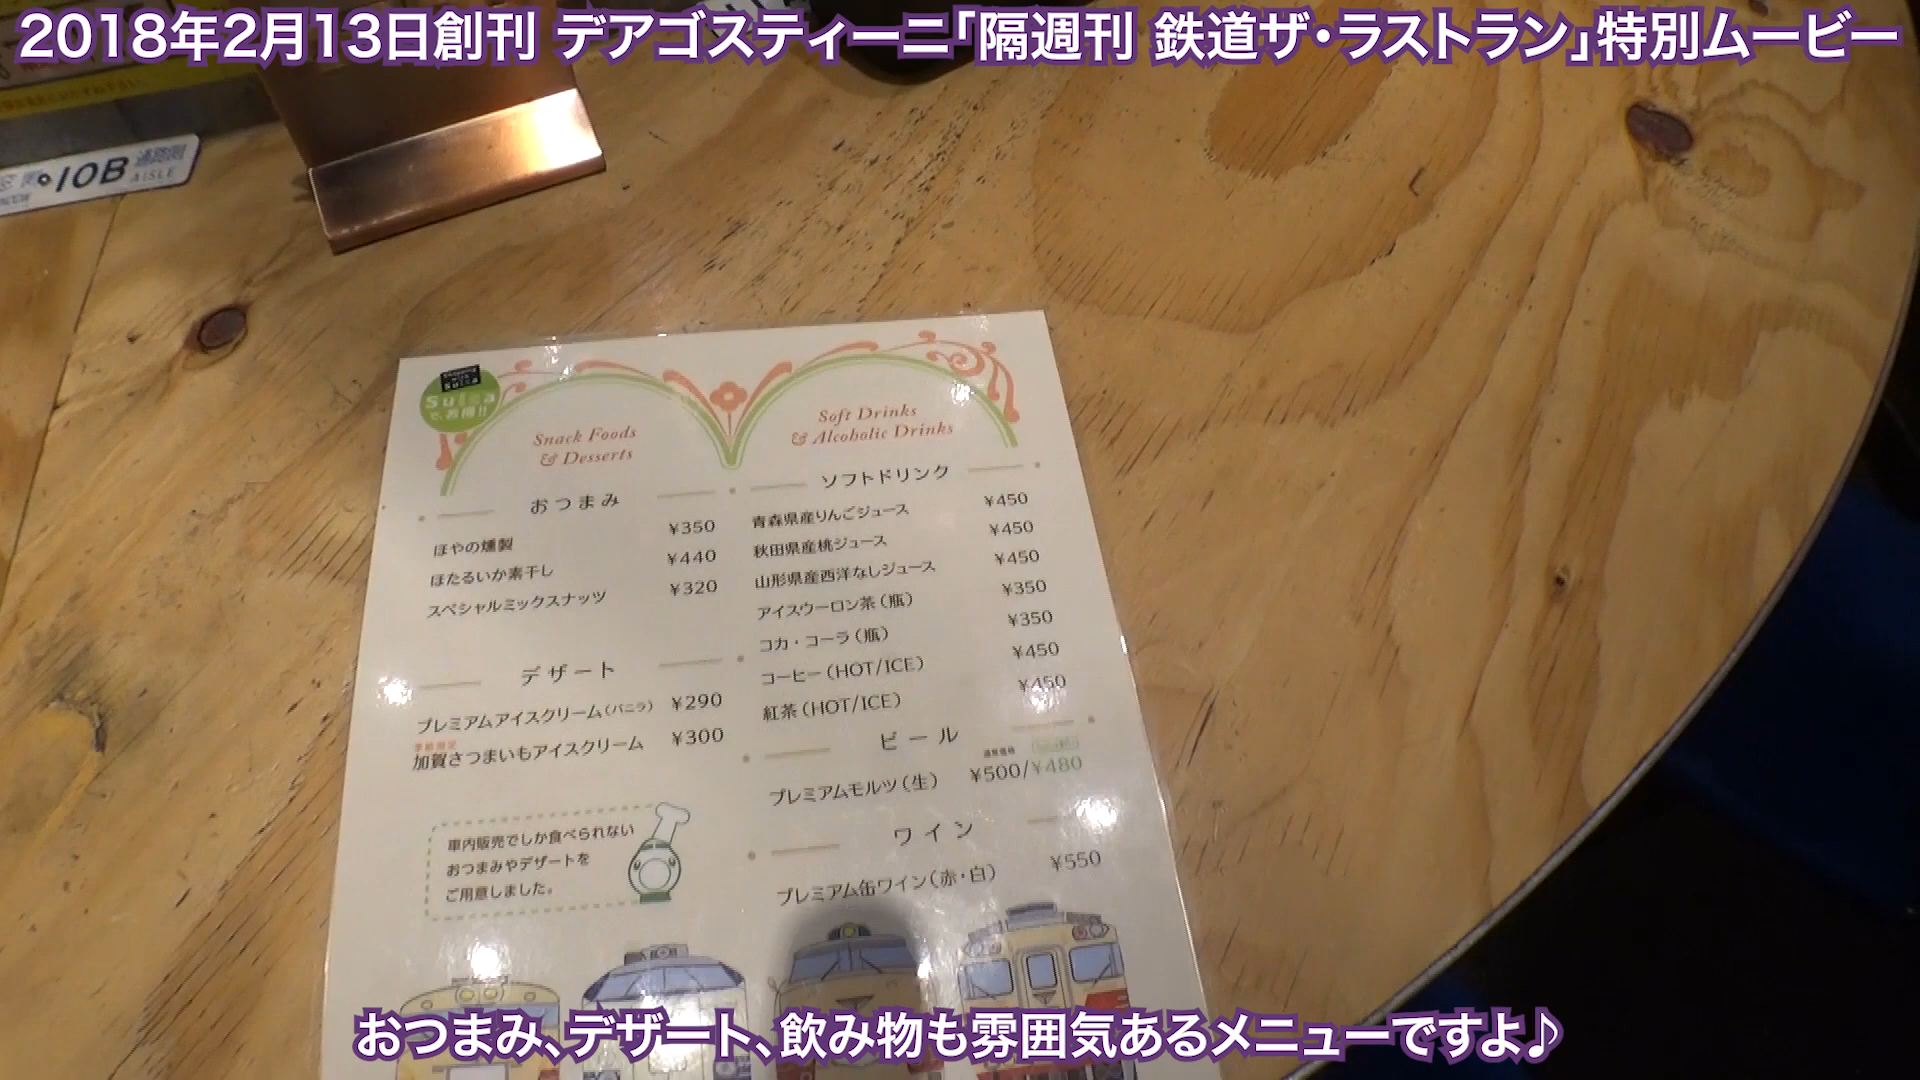 2018年2月13日創刊 デアゴスティーニ「隔週刊 鉄道ザ・ラストラン」特別ムービー
10B 通路側
AISLE
Suica
で、お得!!
Snack Foods
& Desserts
おつまみ
ほやの燻製 ¥350
ほたるいか素干し ¥440
スペシャルミックスナッツ ¥320
デザート
プレミアムアイスクリーム(バニラ) ¥290
季節限定
加賀さつまいもアイスクリーム ¥300
車内販売でしか食べられない
おつまみやデザートを
ご用意しました。
Soft Drinks
& Alcoholic Drinks
ソフトドリンク
青森県産りんごジュース ¥450
秋田県産桃ジュース ¥450
山形県産西洋なしジュース ¥450
アイスウーロン茶(瓶) ¥350
コカ・コーラ(瓶) ¥350
コーヒー(HOT/ICE) ¥450
紅茶(HOT/ICE) ¥450
ビール
通常価格
プレミアムモルツ(生) ¥500/¥480
ワイン
プレミアム缶ワイン(赤・白) ¥550
おつまみ、デザート、飲み物も雰囲気あるメニューですよ♪